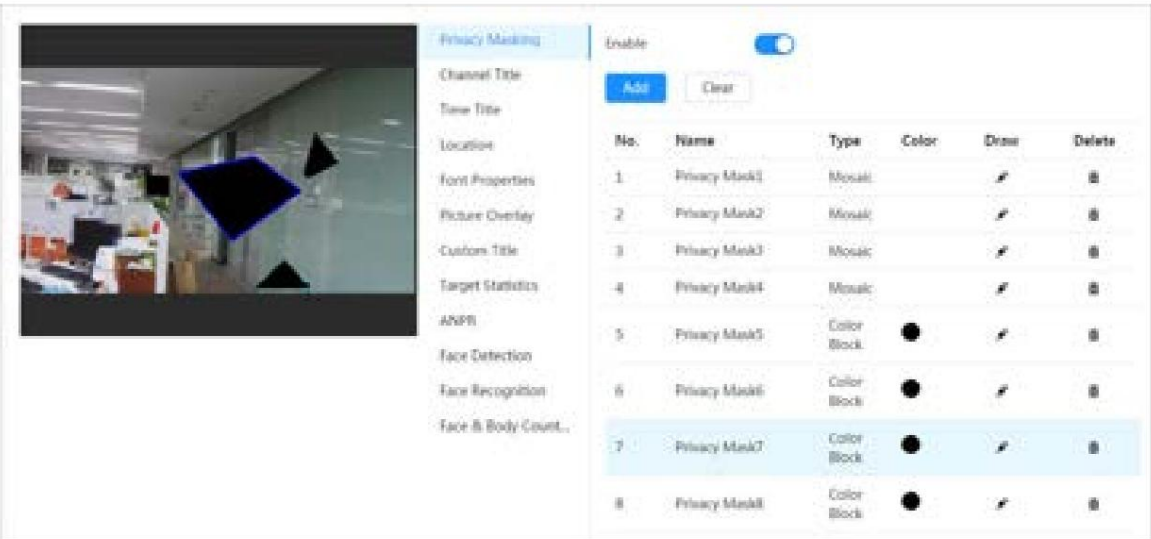 Privacy Masking
Channel Title
Time Title
Location
Font Properties
Picture Overlay
Custom Title
Target Statistics
ANPR
Face Detection
Face Recognition
Face & Body Count...
Enable
Add Clear
No. Name Type Color Draw Delete
1 Privacy Mask1 Mosaic
2 Privacy Mask2 Mosaic
3 Privacy Mask3 Mosaic
4 Privacy Mask4 Mosaic
5 Privacy Mask5 Color Block
6 Privacy Mask6 Color Block
7 Privacy Mask7 Color Block
8 Privacy Mask8 Color Block